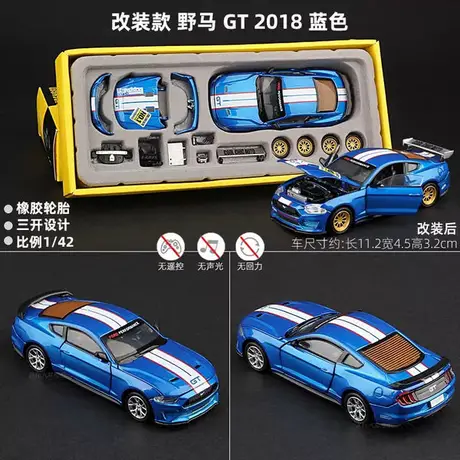 改装款 野马 GT 2018 蓝色
改装后
橡胶轮胎
三开设计
比例1/42
无遥控
无声光
无回力
车尺寸约:长11.2宽4.5高3.2cm
PERFORMANCE
GT